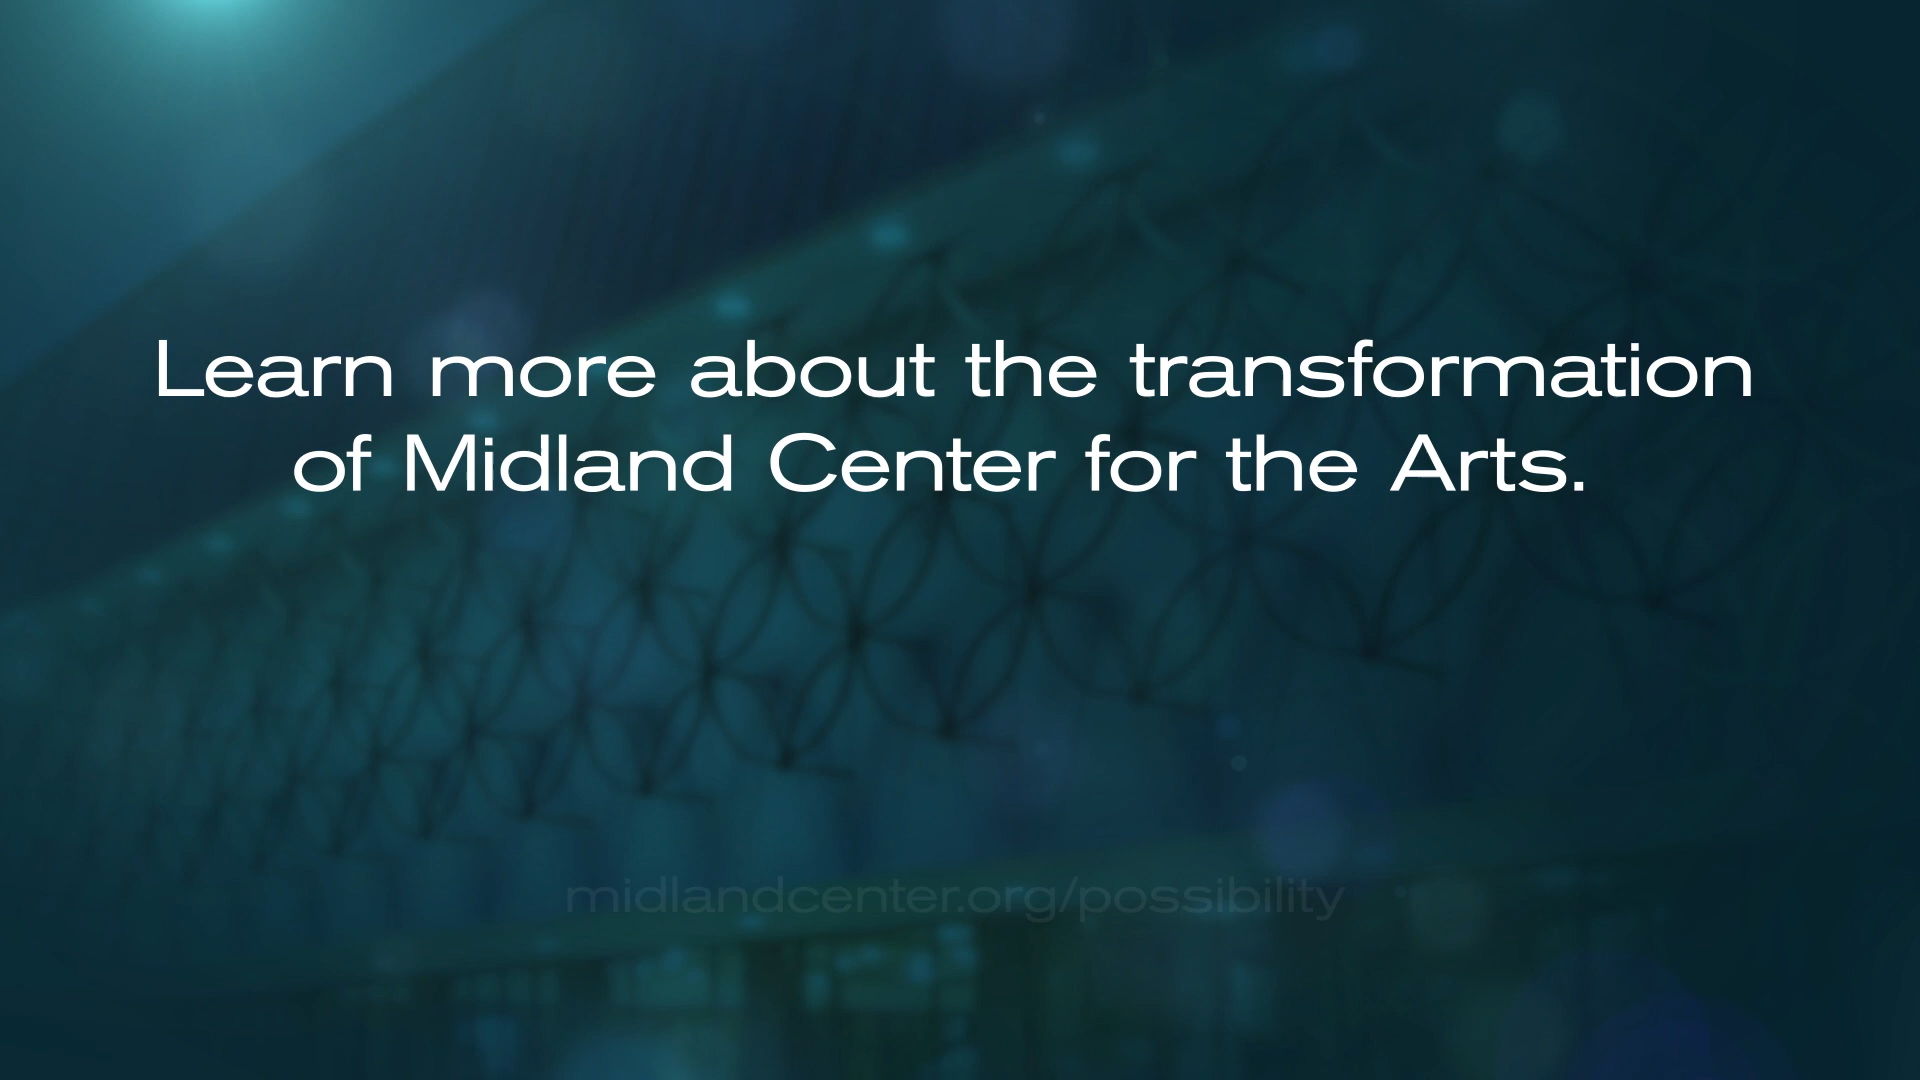 Learn more about the transformation
of Midland Center for the Arts.
midlandcenter.org/possibility